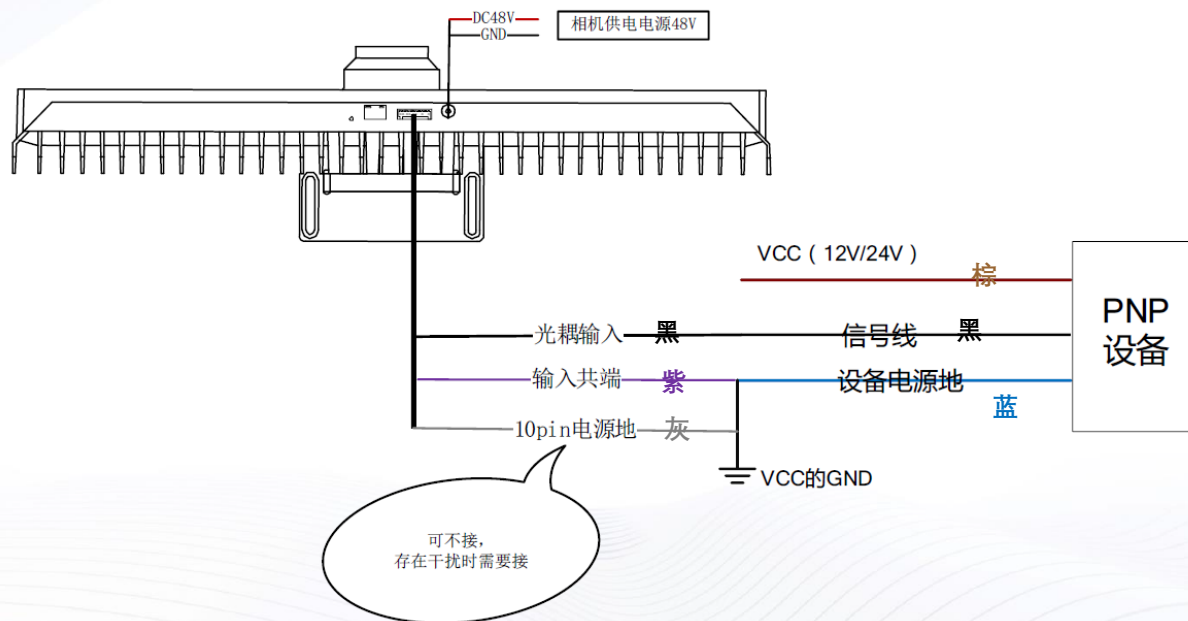 DC48V
GND
相机供电电源48V
VCC（12V/24V）
棕
PNP
设备
光耦输入
黑
信号线
黑
输入共端
紫
设备电源地
蓝
10pin电源地
灰
VCC的GND
可不接，
存在干扰时需要接